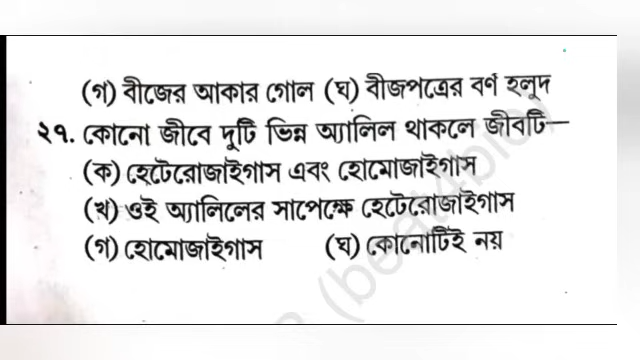 (গ) বীজের আকার গোল (ঘ) বীজপত্রের বর্ণ হলুদ
২৭. কোনো জীবে দুটি ভিন্ন অ্যালিল থাকলে জীবটি—
(ক) হেটেরোজাইগাস এবং হোমোজাইগাস
(খ) ওই অ্যালিলের সাপেক্ষে হেটেরোজাইগাস
(গ) হোমোজাইগাস (ঘ) কোনোটিই নয়